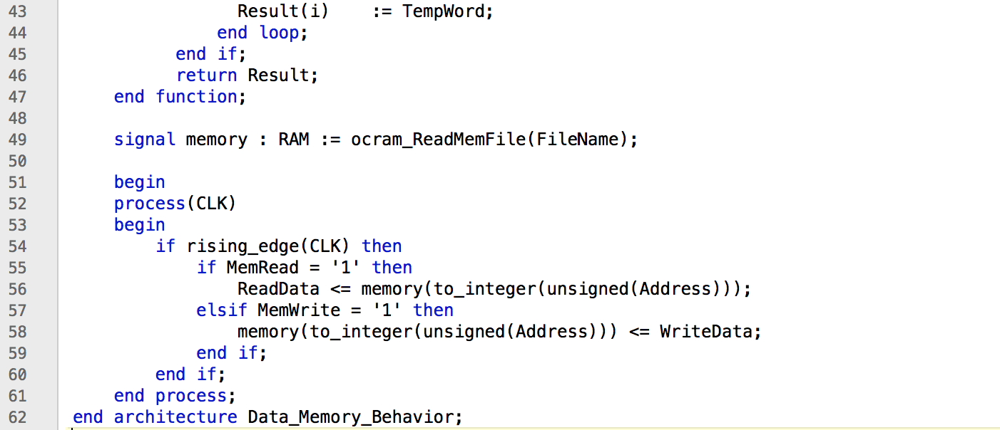 43 Result(i) := TempWord;
44 end loop;
45 end if;
46 return Result;
47 end function;
48
49 signal memory : RAM := ocram_ReadMemFile(FileName);
50
51 begin
52 process(CLK)
53 begin
54 if rising_edge(CLK) then
55 if MemRead = '1' then
56 ReadData <= memory(to_integer(unsigned(Address)));
57 elsif MemWrite = '1' then
58 memory(to_integer(unsigned(Address))) <= WriteData;
59 end if;
60 end if;
61 end process;
62 end architecture Data_Memory_Behavior;